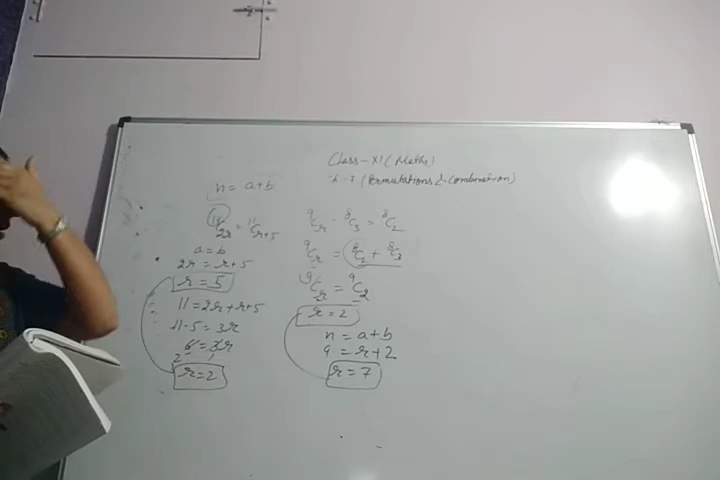 Class-XI (Maths)
(Permutations & Combination)
n = a+b
¹¹C₂ᵣ = ¹¹Cᵣ₊₅
a = b
2r = r+5
r = 5
11 = 2r+r+5
11-5 = 3r
6 = 3r
r = 2
⁹Cᵣ - ⁸C₃ = ⁸C₂
⁹Cᵣ = ⁸C₂ + ⁸C₃
⁹Cᵣ = ⁹C₂
r = 2
n = a+b
9 = r+2
r = 7